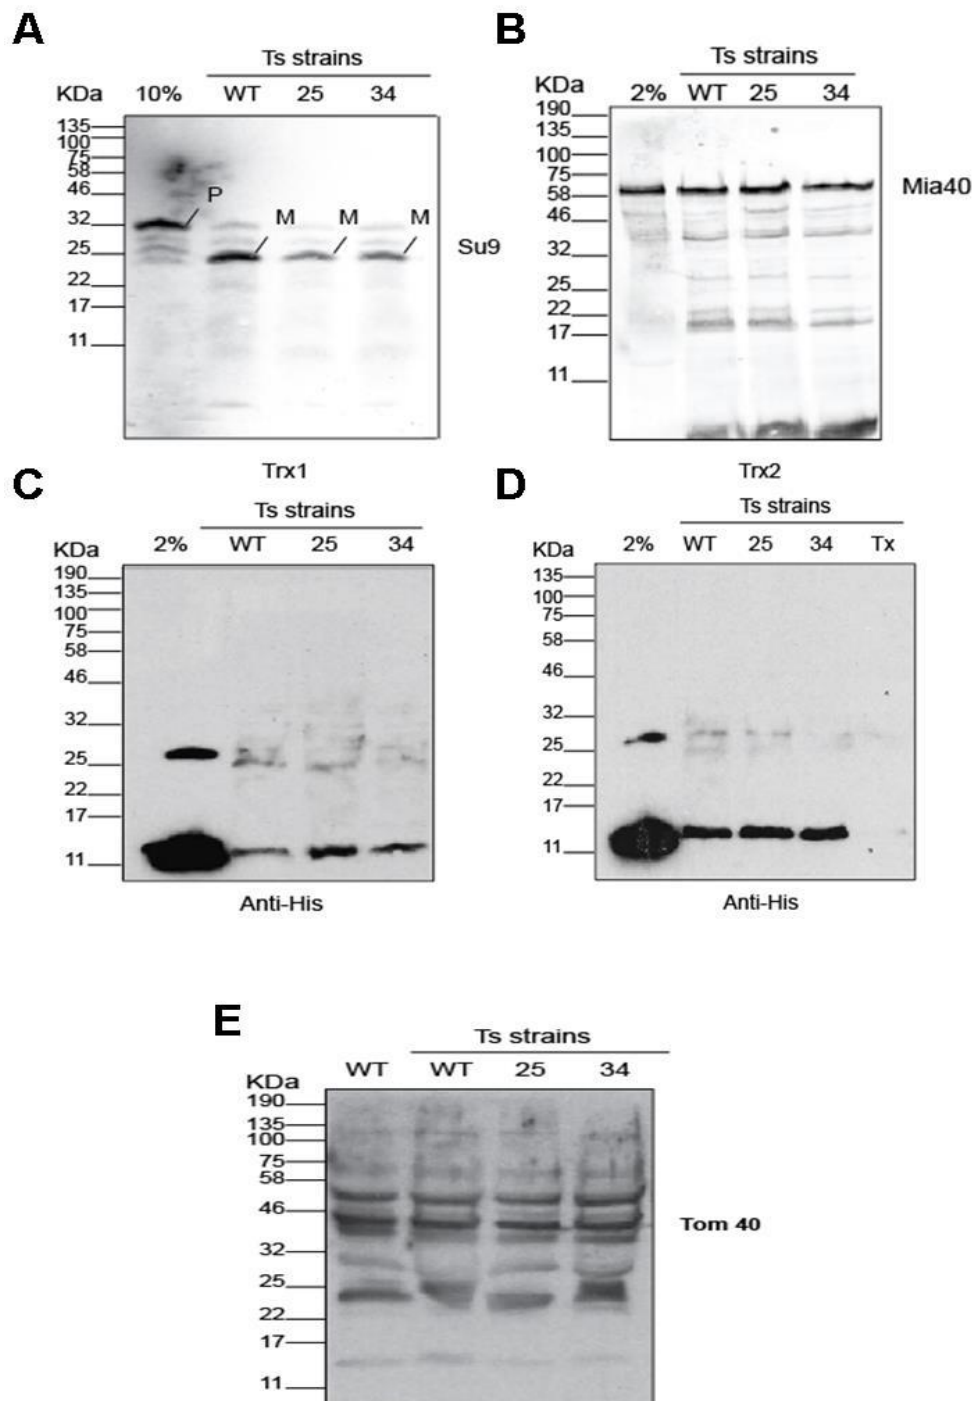 A
Ts strains
KDa 10% WT 25 34
135
100
75
58
46
32
25
22
17
11
P
M M M
Su9
B
Ts strains
KDa 2% WT 25 34
190
135
100
75
58
46
32
25
22
17
11
Mia40
C
Trx1
Ts strains
KDa 2% WT 25 34
190
135
100
75
58
46
32
25
22
17
11
Anti-His
D
Trx2
Ts strains
KDa 2% WT 25 34 Tx
135
100
75
58
46
32
25
22
17
11
Anti-His
E
Ts strains
KDa WT WT 25 34
190
135
100
75
58
46
32
25
22
17
11
Tom 40